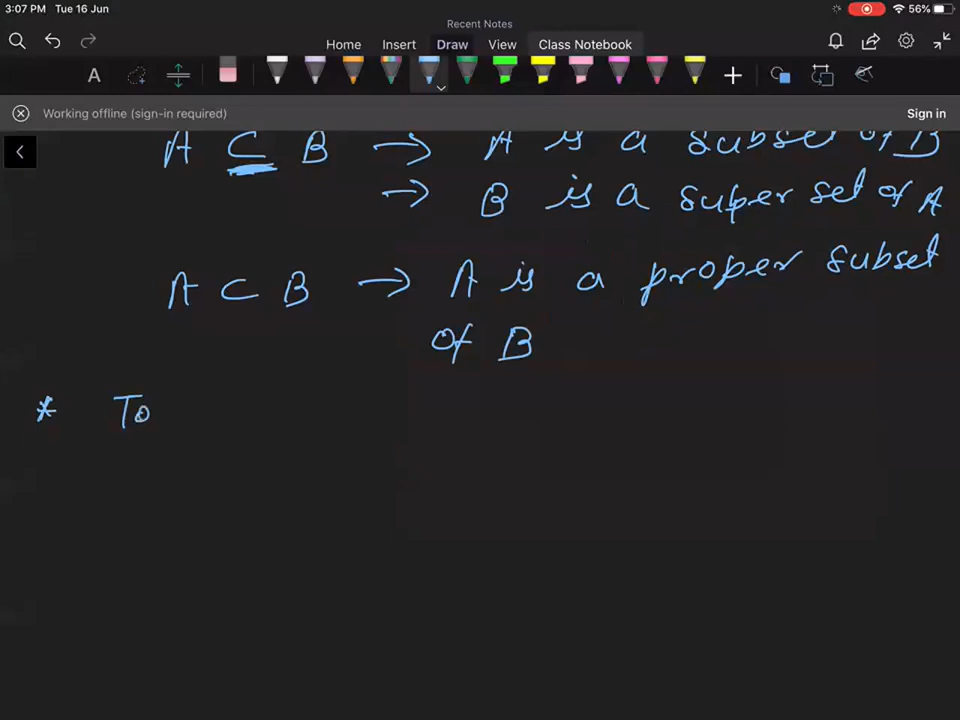 3:07 PM Tue 16 Jun
56%
Recent Notes
Home Insert Draw View Class Notebook
A
Working offline (sign-in required) Sign in
A ⊆ B → A is a subset of B
→ B is a super set of A
A ⊂ B → A is a proper subset
of B
* To